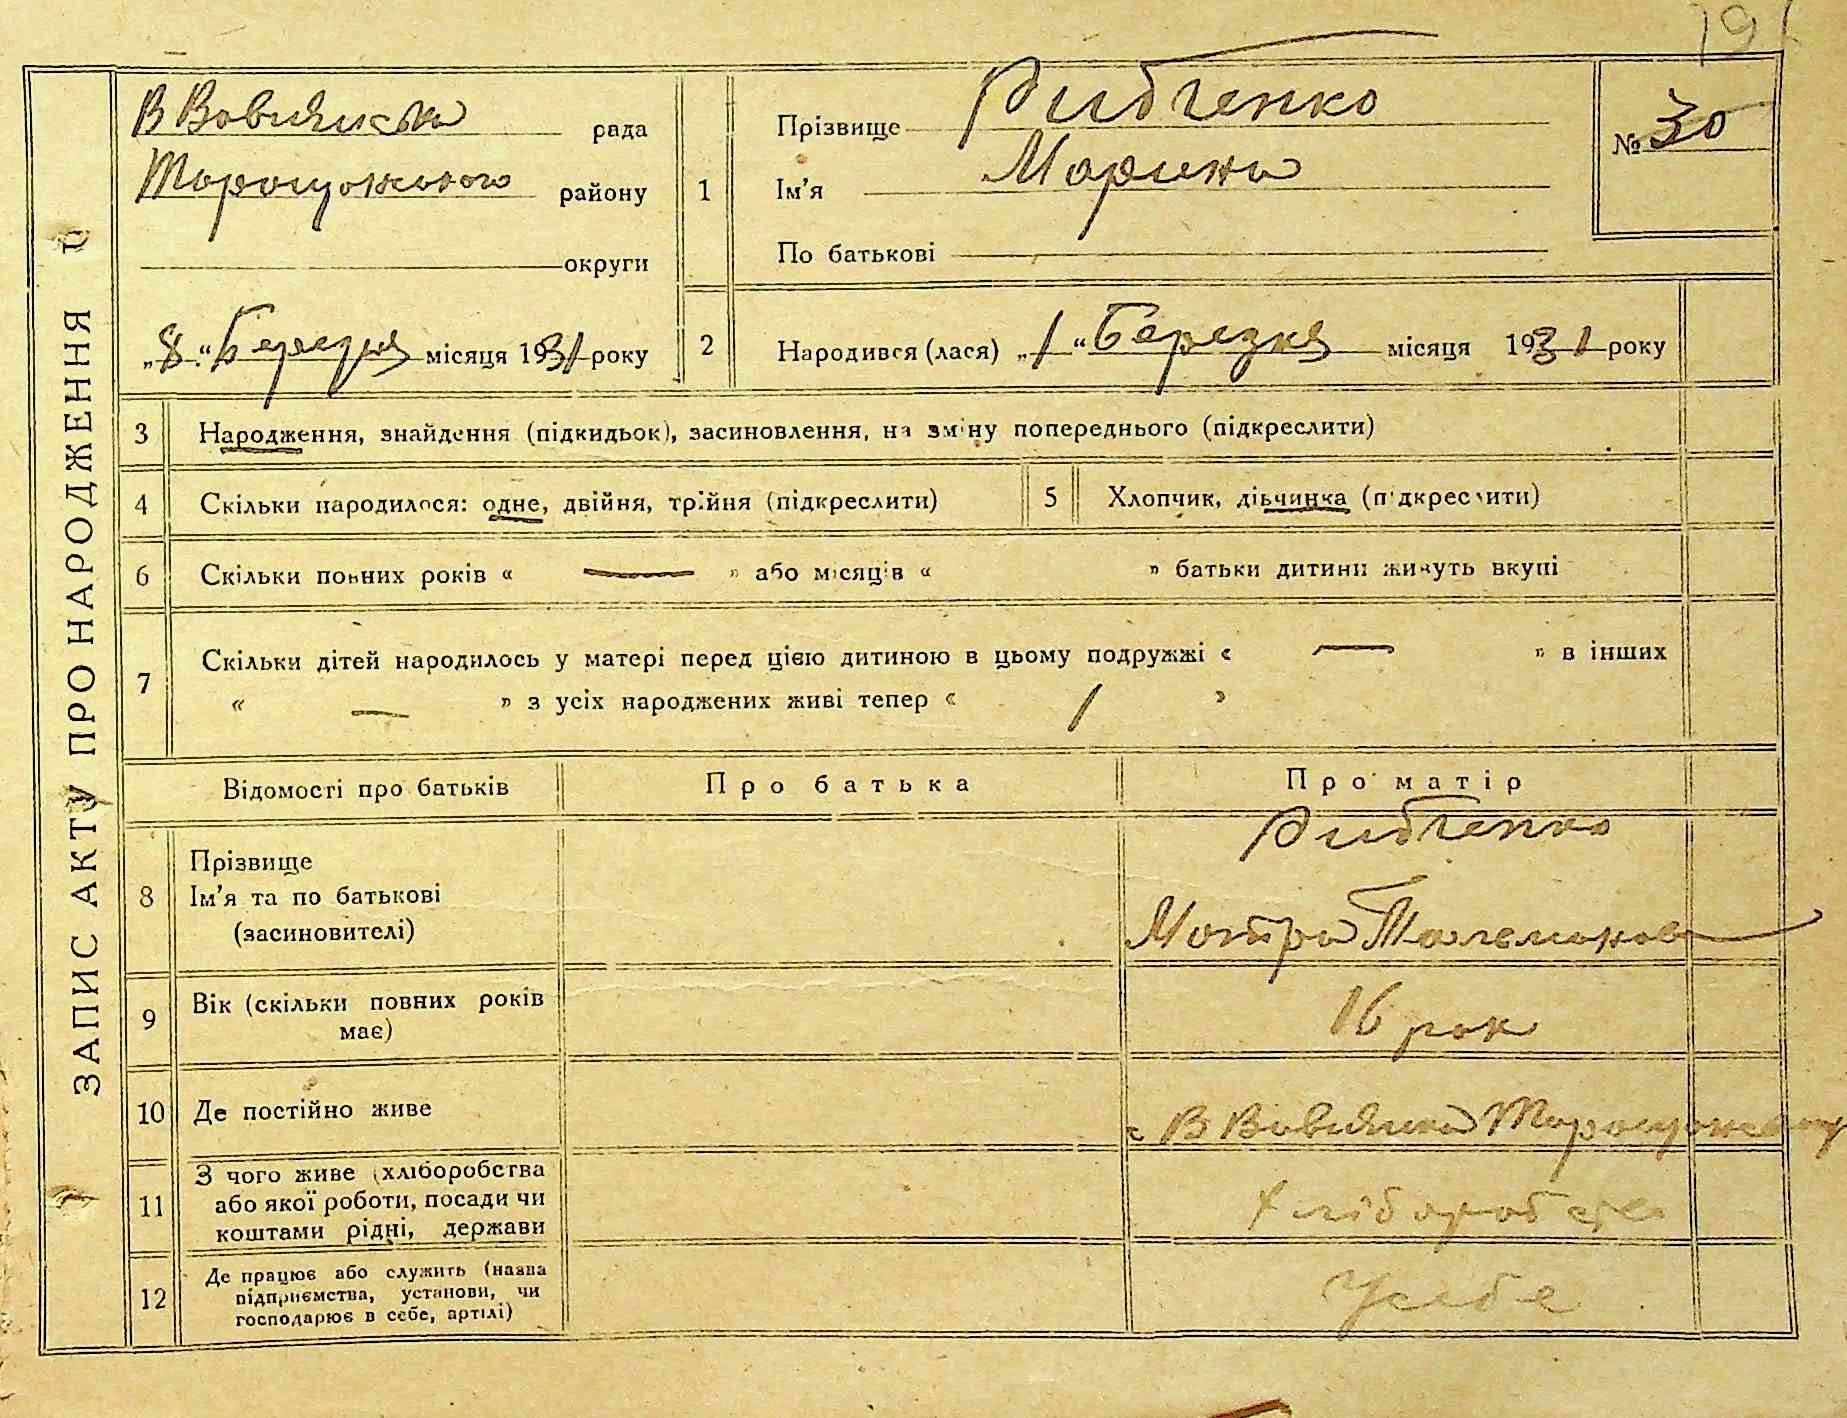 ЗАПИС АКТУ ПРО НАРОДЖЕННЯ
В Вовнянська рада
Таращанського району
округи
„8“ Березня місяця 1931 року
1
Прізвище Рибченко
Ім'я Марина
По батькові
№ 30
2 Народився (лася) „1“ Березня місяця 1931 року
3 Народження, знайдення (підкидьок), засиновлення, на зміну попереднього (підкреслити)
4 Скільки народилося: одне, двійня, трійня (підкреслити)
5 Хлопчик, дівчинка (підкреслити)
6 Скільки повних років « — » або місяців « » батьки дитини живуть вкупі
7 Скільки дітей народилось у матері перед цією дитиною в цьому подружжі « — » в інших
« — » з усіх народжених живі тепер « 1 »
Відомості про батьків Про батька Про матір
8 Прізвище
Ім'я та по батькові
(засиновителі)
Рибченко
Мотря
9 Вік (скільки повних років
має)
16 рок
10 Де постійно живе
В Вовнянка
11 З чого живе (хліборобства
або якої роботи, посади чи
коштами рідні, держави
хліборобство
12 Де працює або служить (назва
підприємства, установи, чи
господарює в себе, артілі)
У себе